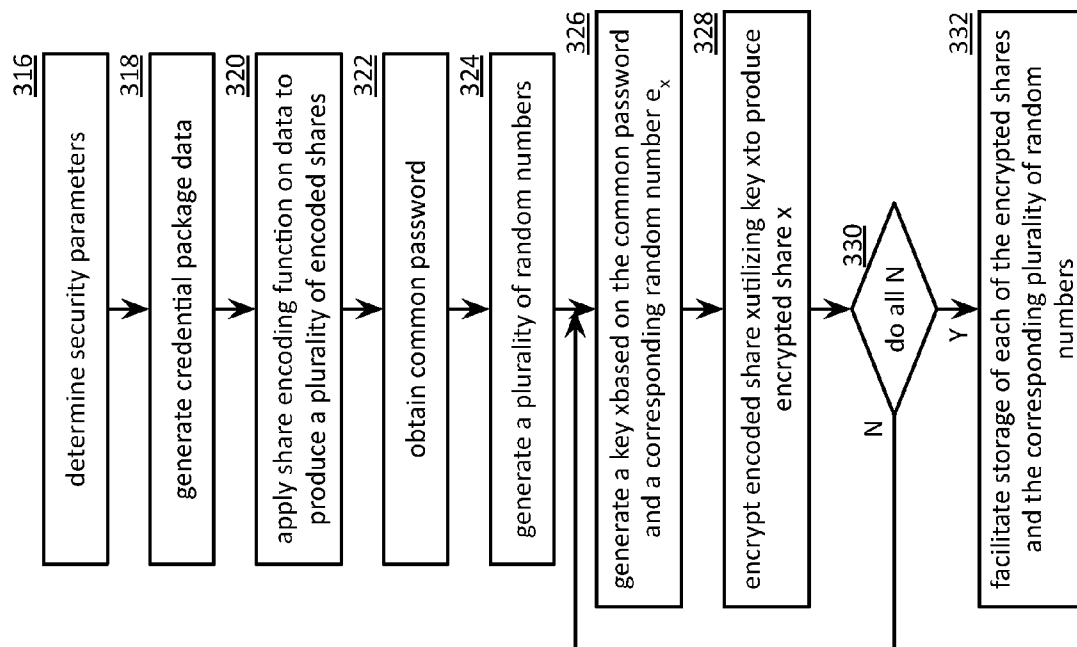 316
determine security parameters
318
generate credential package data
320
apply share encoding function on data to
produce a plurality of encoded shares
322
obtain common password
324
generate a plurality of random numbers
326
generate a key xbased on the common password
and a corresponding random number e_x
328
encrypt encoded share xutilizing key xto produce
encrypted share x
330
do all N
N
Y
332
facilitate storage of each of the encrypted shares
and the corresponding plurality of random
numbers